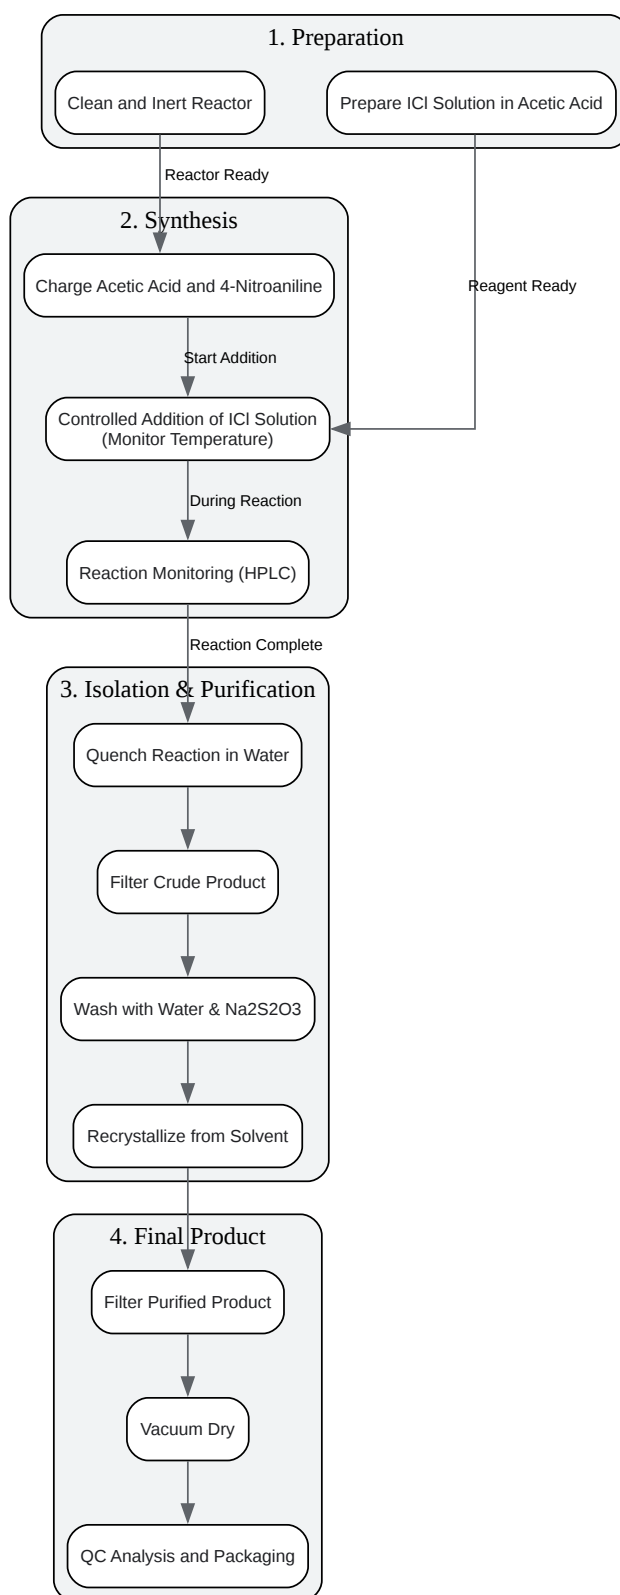 1. Preparation
Clean and Inert Reactor
Prepare ICl Solution in Acetic Acid
Reactor Ready
2. Synthesis
Charge Acetic Acid and 4-Nitroaniline
Reagent Ready
Start Addition
Controlled Addition of ICl Solution
(Monitor Temperature)
During Reaction
Reaction Monitoring (HPLC)
Reaction Complete
3. Isolation & Purification
Quench Reaction in Water
Filter Crude Product
Wash with Water & Na2S2O3
Recrystallize from Solvent
4. Final Product
Filter Purified Product
Vacuum Dry
QC Analysis and Packaging